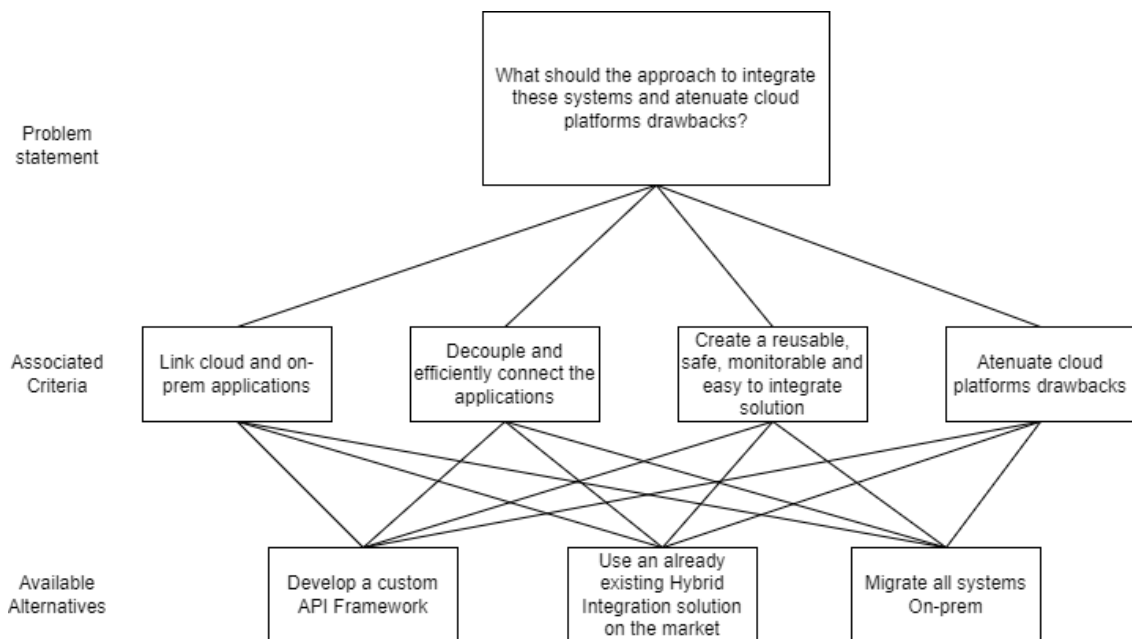 What should the approach to integrate
these systems and atenuate cloud
platforms drawbacks?
Problem
statement
Associated
Criteria
Link cloud and on-
prem applications
Decouple and
efficiently connect the
applications
Create a reusable,
safe, monitorable and
easy to integrate
solution
Atenuate cloud
platforms drawbacks
Available
Alternatives
Develop a custom
API Framework
Use an already
existing Hybrid
Integration solution
on the market
Migrate all systems
On-prem